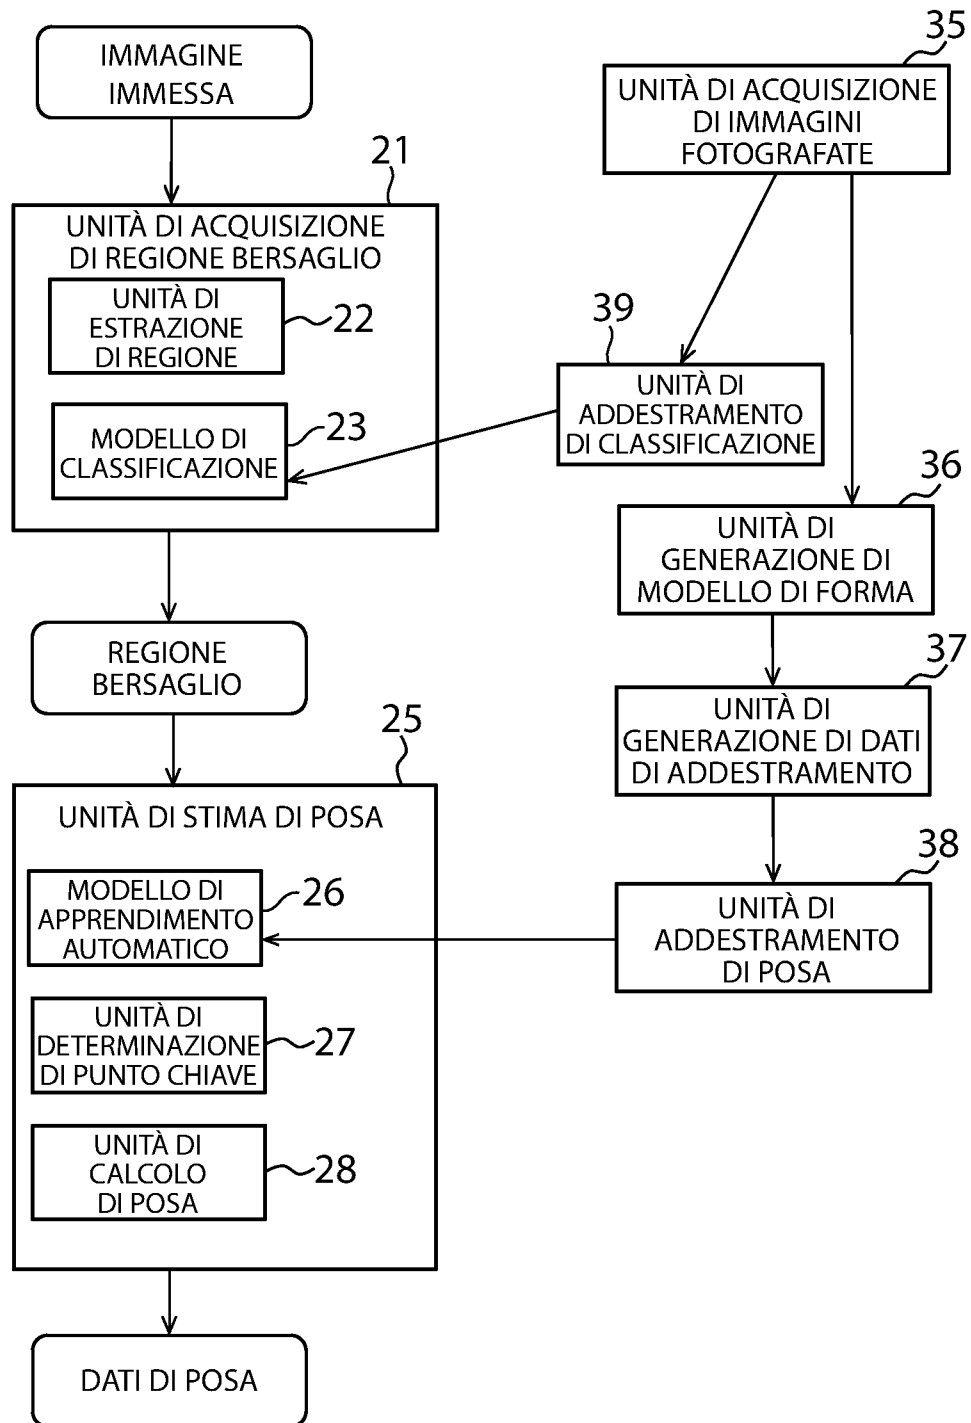 IMMAGINE
IMMESSA
21
UNITÀ DI ACQUISIZIONE
DI REGIONE BERSAGLIO
UNITÀ DI
ESTRAZIONE
DI REGIONE
22
MODELLO DI
CLASSIFICAZIONE
23
REGIONE
BERSAGLIO
25
UNITÀ DI STIMA DI POSA
MODELLO DI
APPRENDIMENTO
AUTOMATICO
26
UNITÀ DI
DETERMINAZIONE
DI PUNTO CHIAVE
27
UNITÀ DI
CALCOLO
DI POSA
28
DATI DI POSA
35
UNITÀ DI ACQUISIZIONE
DI IMMAGINI
FOTOGRAFATE
39
UNITÀ DI
ADDESTRAMENTO
DI CLASSIFICAZIONE
36
UNITÀ DI
GENERAZIONE DI
MODELLO DI FORMA
37
UNITÀ DI
GENERAZIONE DI DATI
DI ADDESTRAMENTO
38
UNITÀ DI
ADDESTRAMENTO
DI POSA